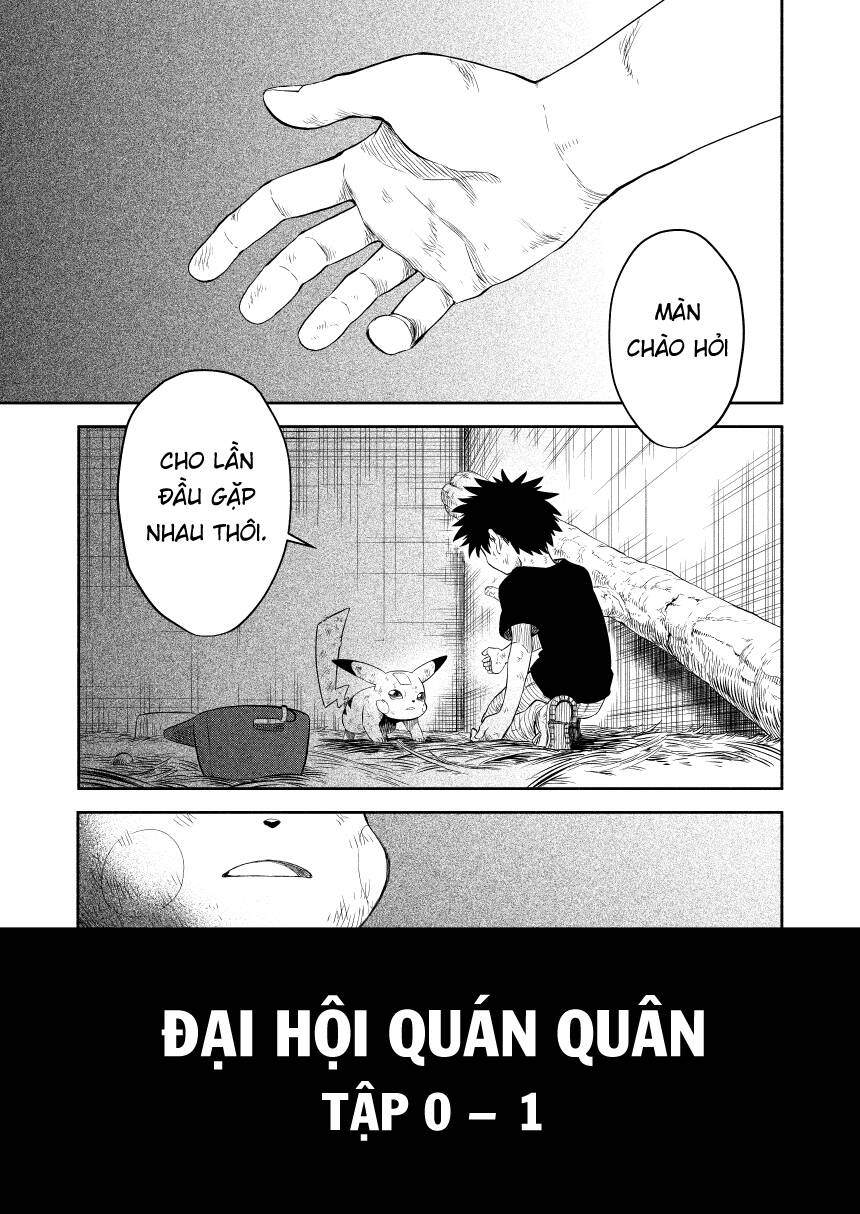 MÀN
CHÀO HỎI
CHO LẦN
ĐẦU GẶP
NHAU THÔI.
ĐẠI HỘI QUÁN QUÂN
TẬP 0 – 1